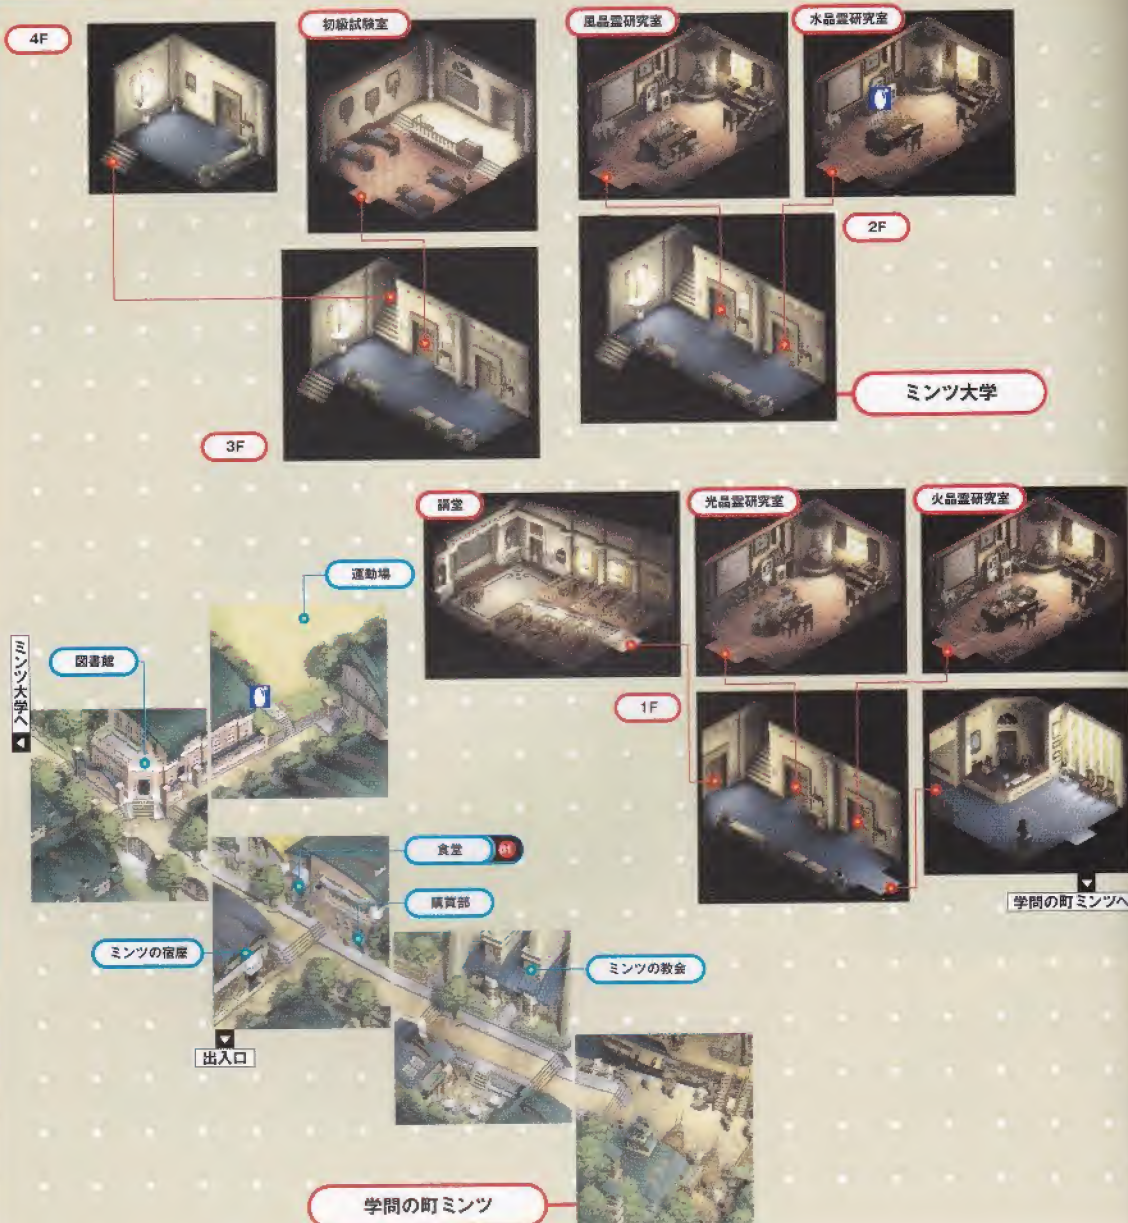 4F
初級試験室
風晶霊研究室
水晶霊研究室
2F
ミンツ大学
3F
講堂
光晶霊研究室
火晶霊研究室
運動場
図書館
ミンツ大学へ
1F
食堂
01
購買部
学問の町ミンツへ
ミンツの宿屋
ミンツの教会
出入口
学問の町ミンツ